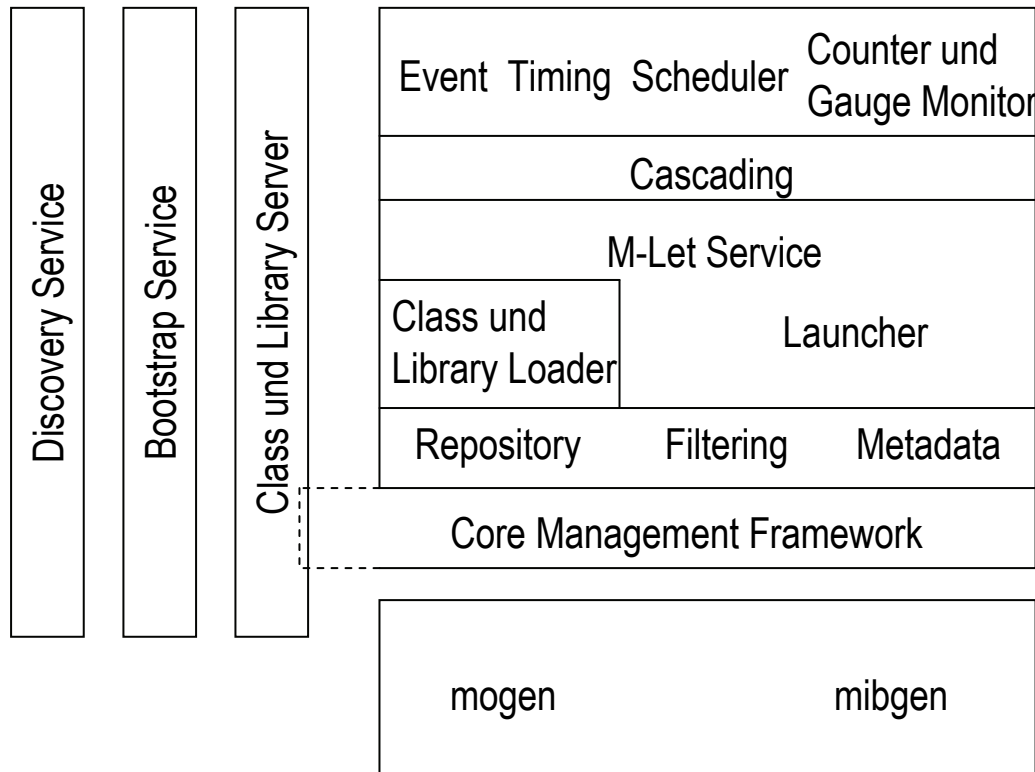 Discovery Service
Bootstrap Service
Class und Library Server
Event Timing Scheduler
Counter und
Gauge Monitor
Cascading
M-Let Service
Class und
Library Loader
Launcher
Repository Filtering Metadata
Core Management Framework
mogen mibgen